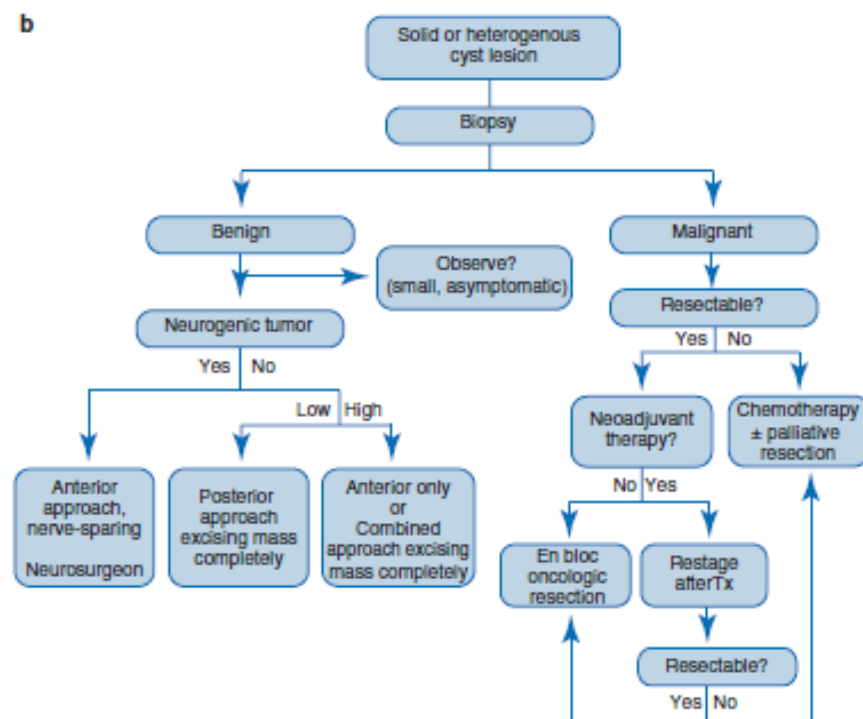 b
Solid or heterogenous
cyst lesion
Biopsy
Benign
Malignant
Observe?
(small, asymptomatic)
Resectable?
Neurogenic tumor
Yes No
Yes No
Low High
Neoadjuvant
therapy?
Chemotherapy
± palliative
resection
Anterior
approach,
nerve-sparing
Neurosurgeon
Posterior
approach
excising mass
completely
Anterior only
or
Combined
approach excising
mass completely
No Yes
En bloc
oncologic
resection
Restage
afterTx
Resectable?
Yes No